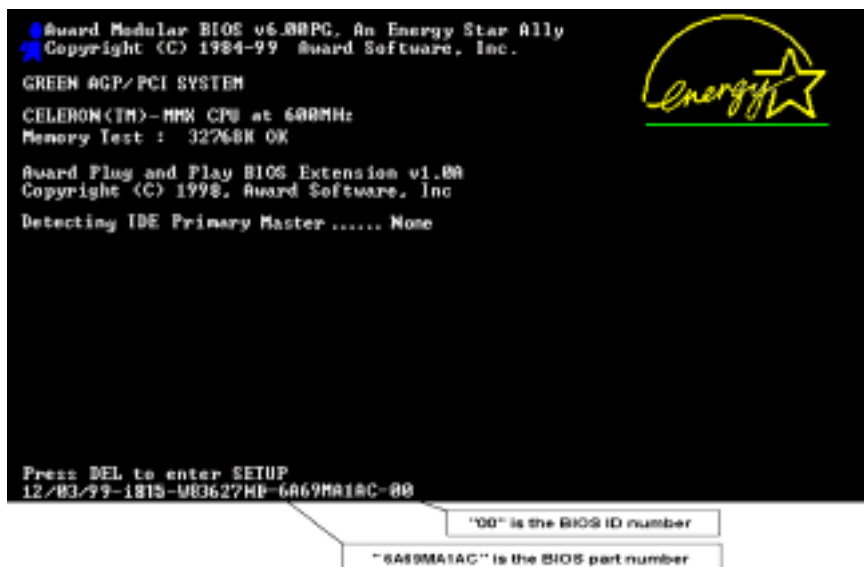 Award Modular BIOS v6.00PG, An Energy Star Ally
Copyright (C) 1984-99 Award Software, Inc.
energy
GREEN AGP/PCI SYSTEM
CELERON(TM)-MMX CPU at 600MHz
Memory Test : 32768K OK
Award Plug and Play BIOS Extension v1.0A
Copyright (C) 1998, Award Software, Inc
Detecting IDE Primary Master ...... None
Press DEL to enter SETUP
12/03/99-i815-W83627HD-6A69MA1AC-00
"00" is the BIOS ID number
"6A69MA1AC" is the BIOS part number